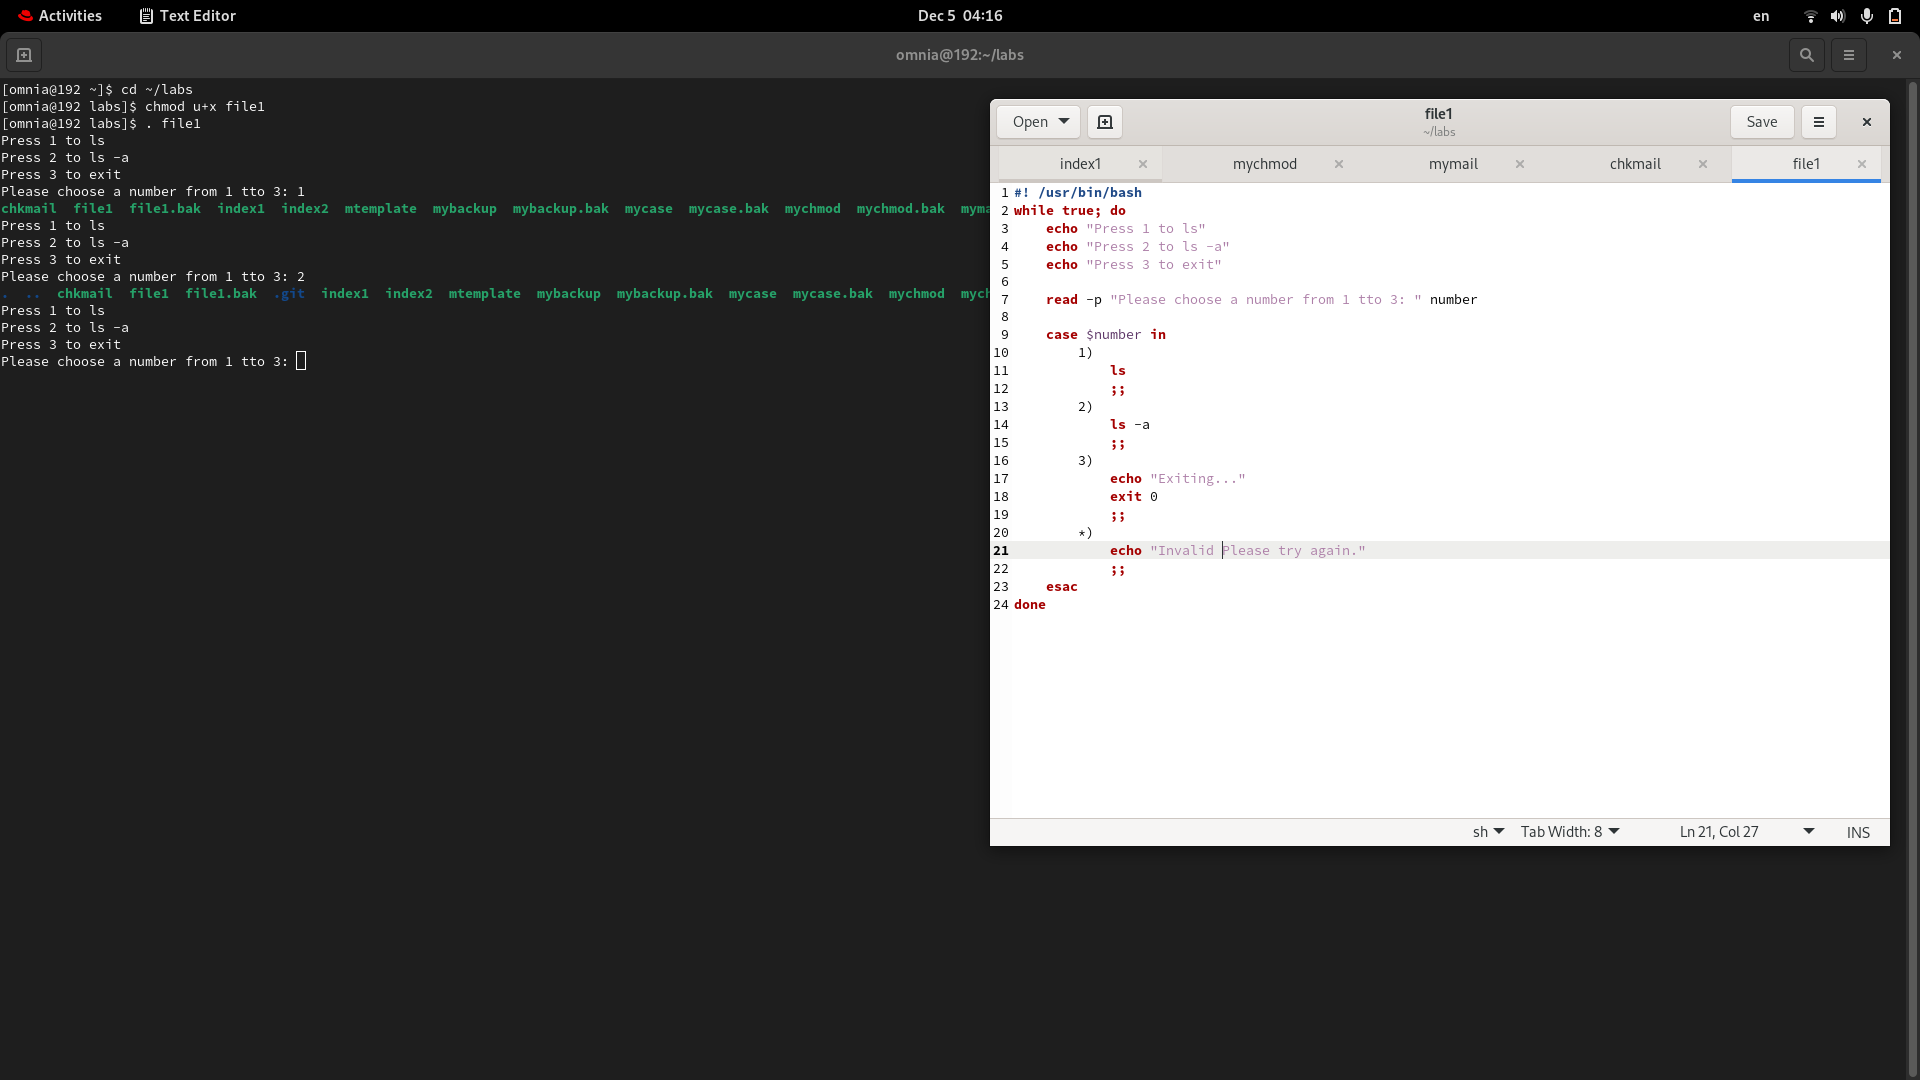 Activities Text Editor Dec 5 04:16 en
omnia@192:~/labs
[omnia@192 ~]$ cd ~/labs
[omnia@192 labs]$ chmod u+x file1
[omnia@192 labs]$ . file1
Press 1 to ls
Press 2 to ls -a
Press 3 to exit
Please choose a number from 1 tto 3: 1
chkmail file1 file1.bak index1 index2 mtemplate mybackup mybackup.bak mycase mycase.bak mychmod mychmod.bak
Press 1 to ls
Press 2 to ls -a
Press 3 to exit
Please choose a number from 1 tto 3: 2
. .. chkmail file1 file1.bak .git index1 index2 mtemplate mybackup mybackup.bak mycase mycase.bak mychmod
Press 1 to ls
Press 2 to ls -a
Press 3 to exit
Please choose a number from 1 tto 3:
Open file1 Save
~/labs
index1 mychmod mymail chkmail file1
1 #! /usr/bin/bash
2 while true; do
3 echo "Press 1 to ls"
4 echo "Press 2 to ls -a"
5 echo "Press 3 to exit"
6
7 read -p "Please choose a number from 1 tto 3: " number
8
9 case $number in
10 1)
11 ls
12 ;;
13 2)
14 ls -a
15 ;;
16 3)
17 echo "Exiting..."
18 exit 0
19 ;;
20 *)
21 echo "Invalid Please try again."
22 ;;
23 esac
24 done
sh Tab Width: 8 Ln 21, Col 27 INS